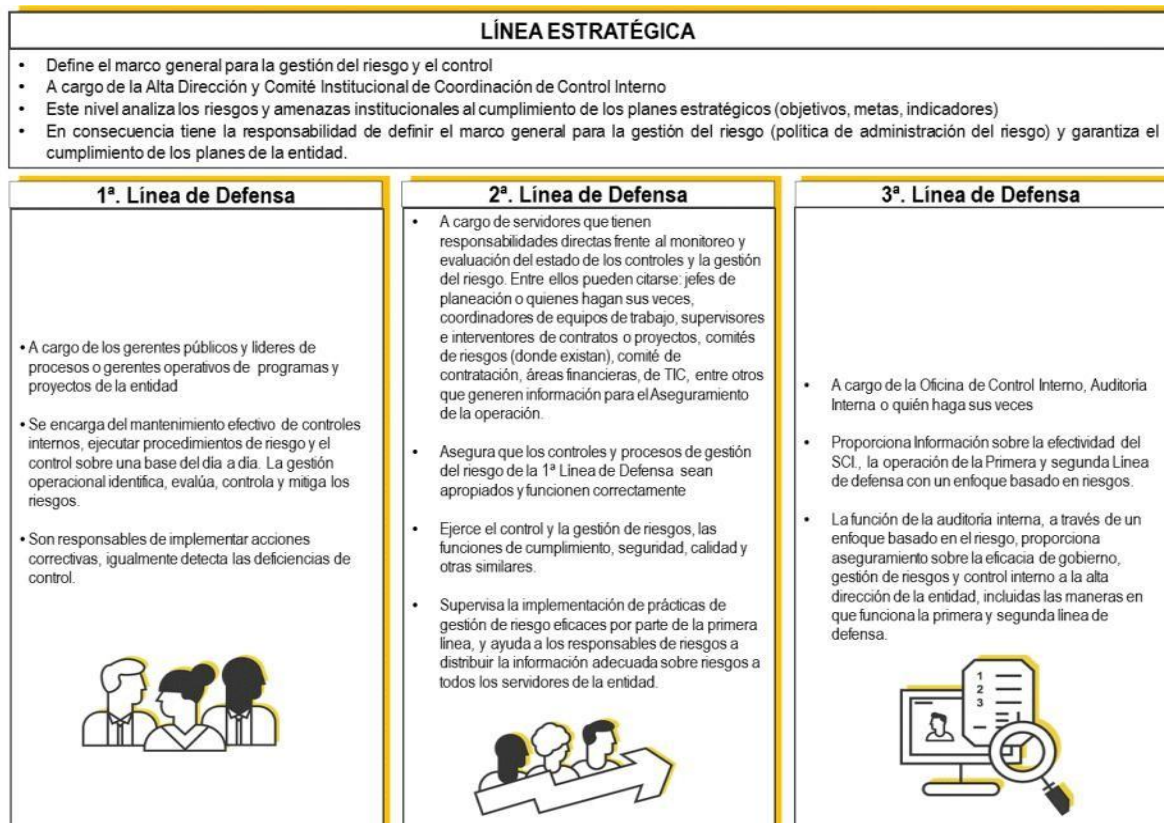 LÍNEA ESTRATÉGICA
• Define el marco general para la gestión del riesgo y el control
• A cargo de la Alta Dirección y Comité Institucional de Coordinación de Control Interno
• Este nivel analiza los riesgos y amenazas institucionales al cumplimiento de los planes estratégicos (objetivos, metas, indicadores)
• En consecuencia tiene la responsabilidad de definir el marco general para la gestión del riesgo (política de administración del riesgo) y garantiza el
cumplimiento de los planes de la entidad.
1ª. Línea de Defensa
• A cargo de los gerentes públicos y líderes de
procesos o gerentes operativos de programas y
proyectos de la entidad
• Se encarga del mantenimiento efectivo de controles
internos, ejecutar procedimientos de riesgo y el
control sobre una base del día a día. La gestión
operacional identifica, evalúa, controla y mitiga los
riesgos.
• Son responsables de implementar acciones
correctivas, igualmente detecta las deficiencias de
control.
2ª. Línea de Defensa
• A cargo de servidores que tienen
responsabilidades directas frente al monitoreo y
evaluación del estado de los controles y la gestión
del riesgo. Entre ellos pueden citarse: jefes de
planeación o quienes hagan sus veces,
coordinadores de equipos de trabajo, supervisores
e interventores de contratos o proyectos, comités
de riesgos (donde existan), comité de
contratación, áreas financieras, de TIC, entre otros
que generen información para el Aseguramiento
de la operación.
• Asegura que los controles y procesos de gestión
del riesgo de la 1ª Línea de Defensa sean
apropiados y funcionen correctamente
• Ejerce el control y la gestión de riesgos, las
funciones de cumplimiento, seguridad, calidad y
otras similares.
• Supervisa la implementación de prácticas de
gestión de riesgo eficaces por parte de la primera
línea, y ayuda a los responsables de riesgos a
distribuir la información adecuada sobre riesgos a
todos los servidores de la entidad.
3ª. Línea de Defensa
• A cargo de la Oficina de Control Interno, Auditoría
Interna o quién haga sus veces
• Proporciona Información sobre la efectividad del
SCI., la operación de la Primera y segunda Línea
de defensa con un enfoque basado en riesgos.
• La función de la auditoría interna, a través de un
enfoque basado en el riesgo, proporciona
aseguramiento sobre la eficacia de gobierno,
gestión de riesgos y control interno a la alta
dirección de la entidad, incluidas las maneras en
que funciona la primera y segunda línea de
defensa.
1
2
3